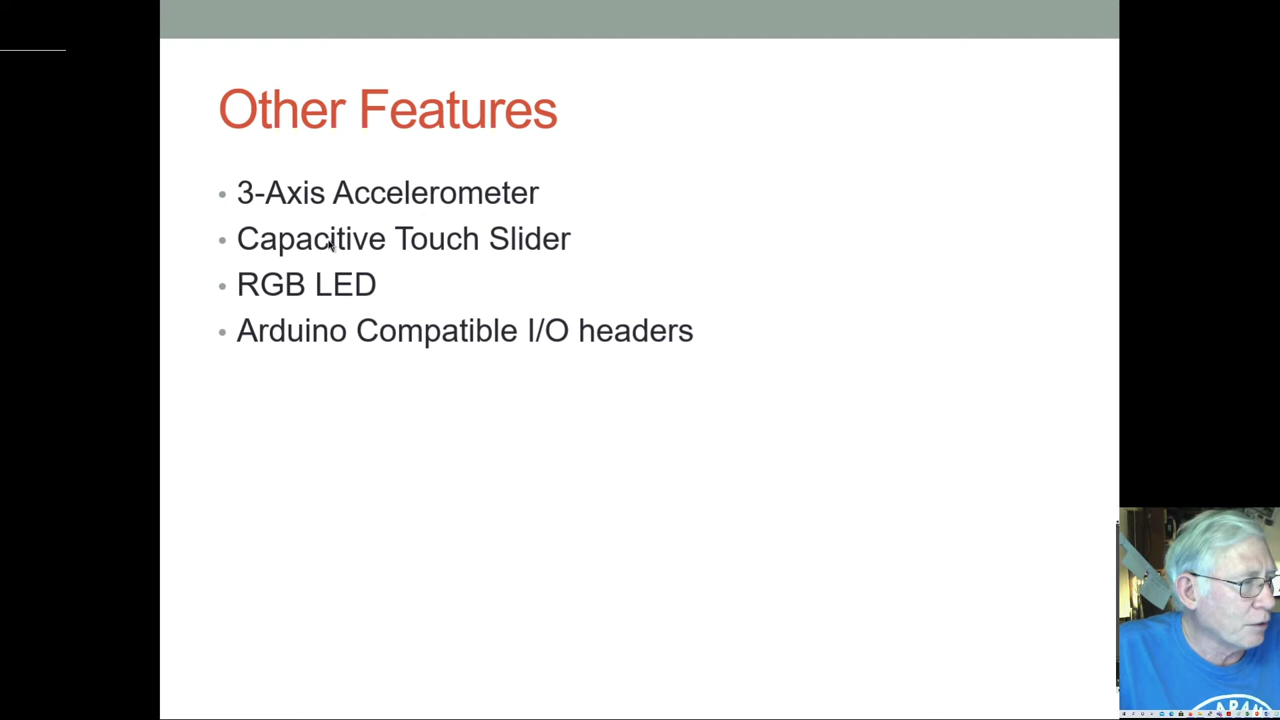 Other Features
• 3-Axis Accelerometer
• Capacitive Touch Slider
• RGB LED
• Arduino Compatible I/O headers